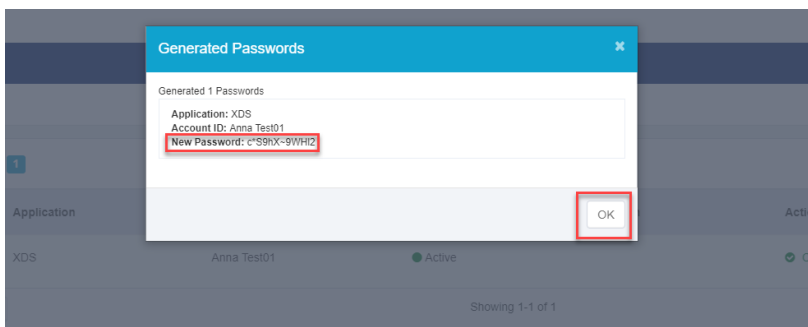 Generated Passwords ×
Generated 1 Passwords
Application: XDS
Account ID: Anna Test01
New Password: c*S9hX~9WHl2
OK
1
Application
XDS Anna Test01 Active
Showing 1-1 of 1